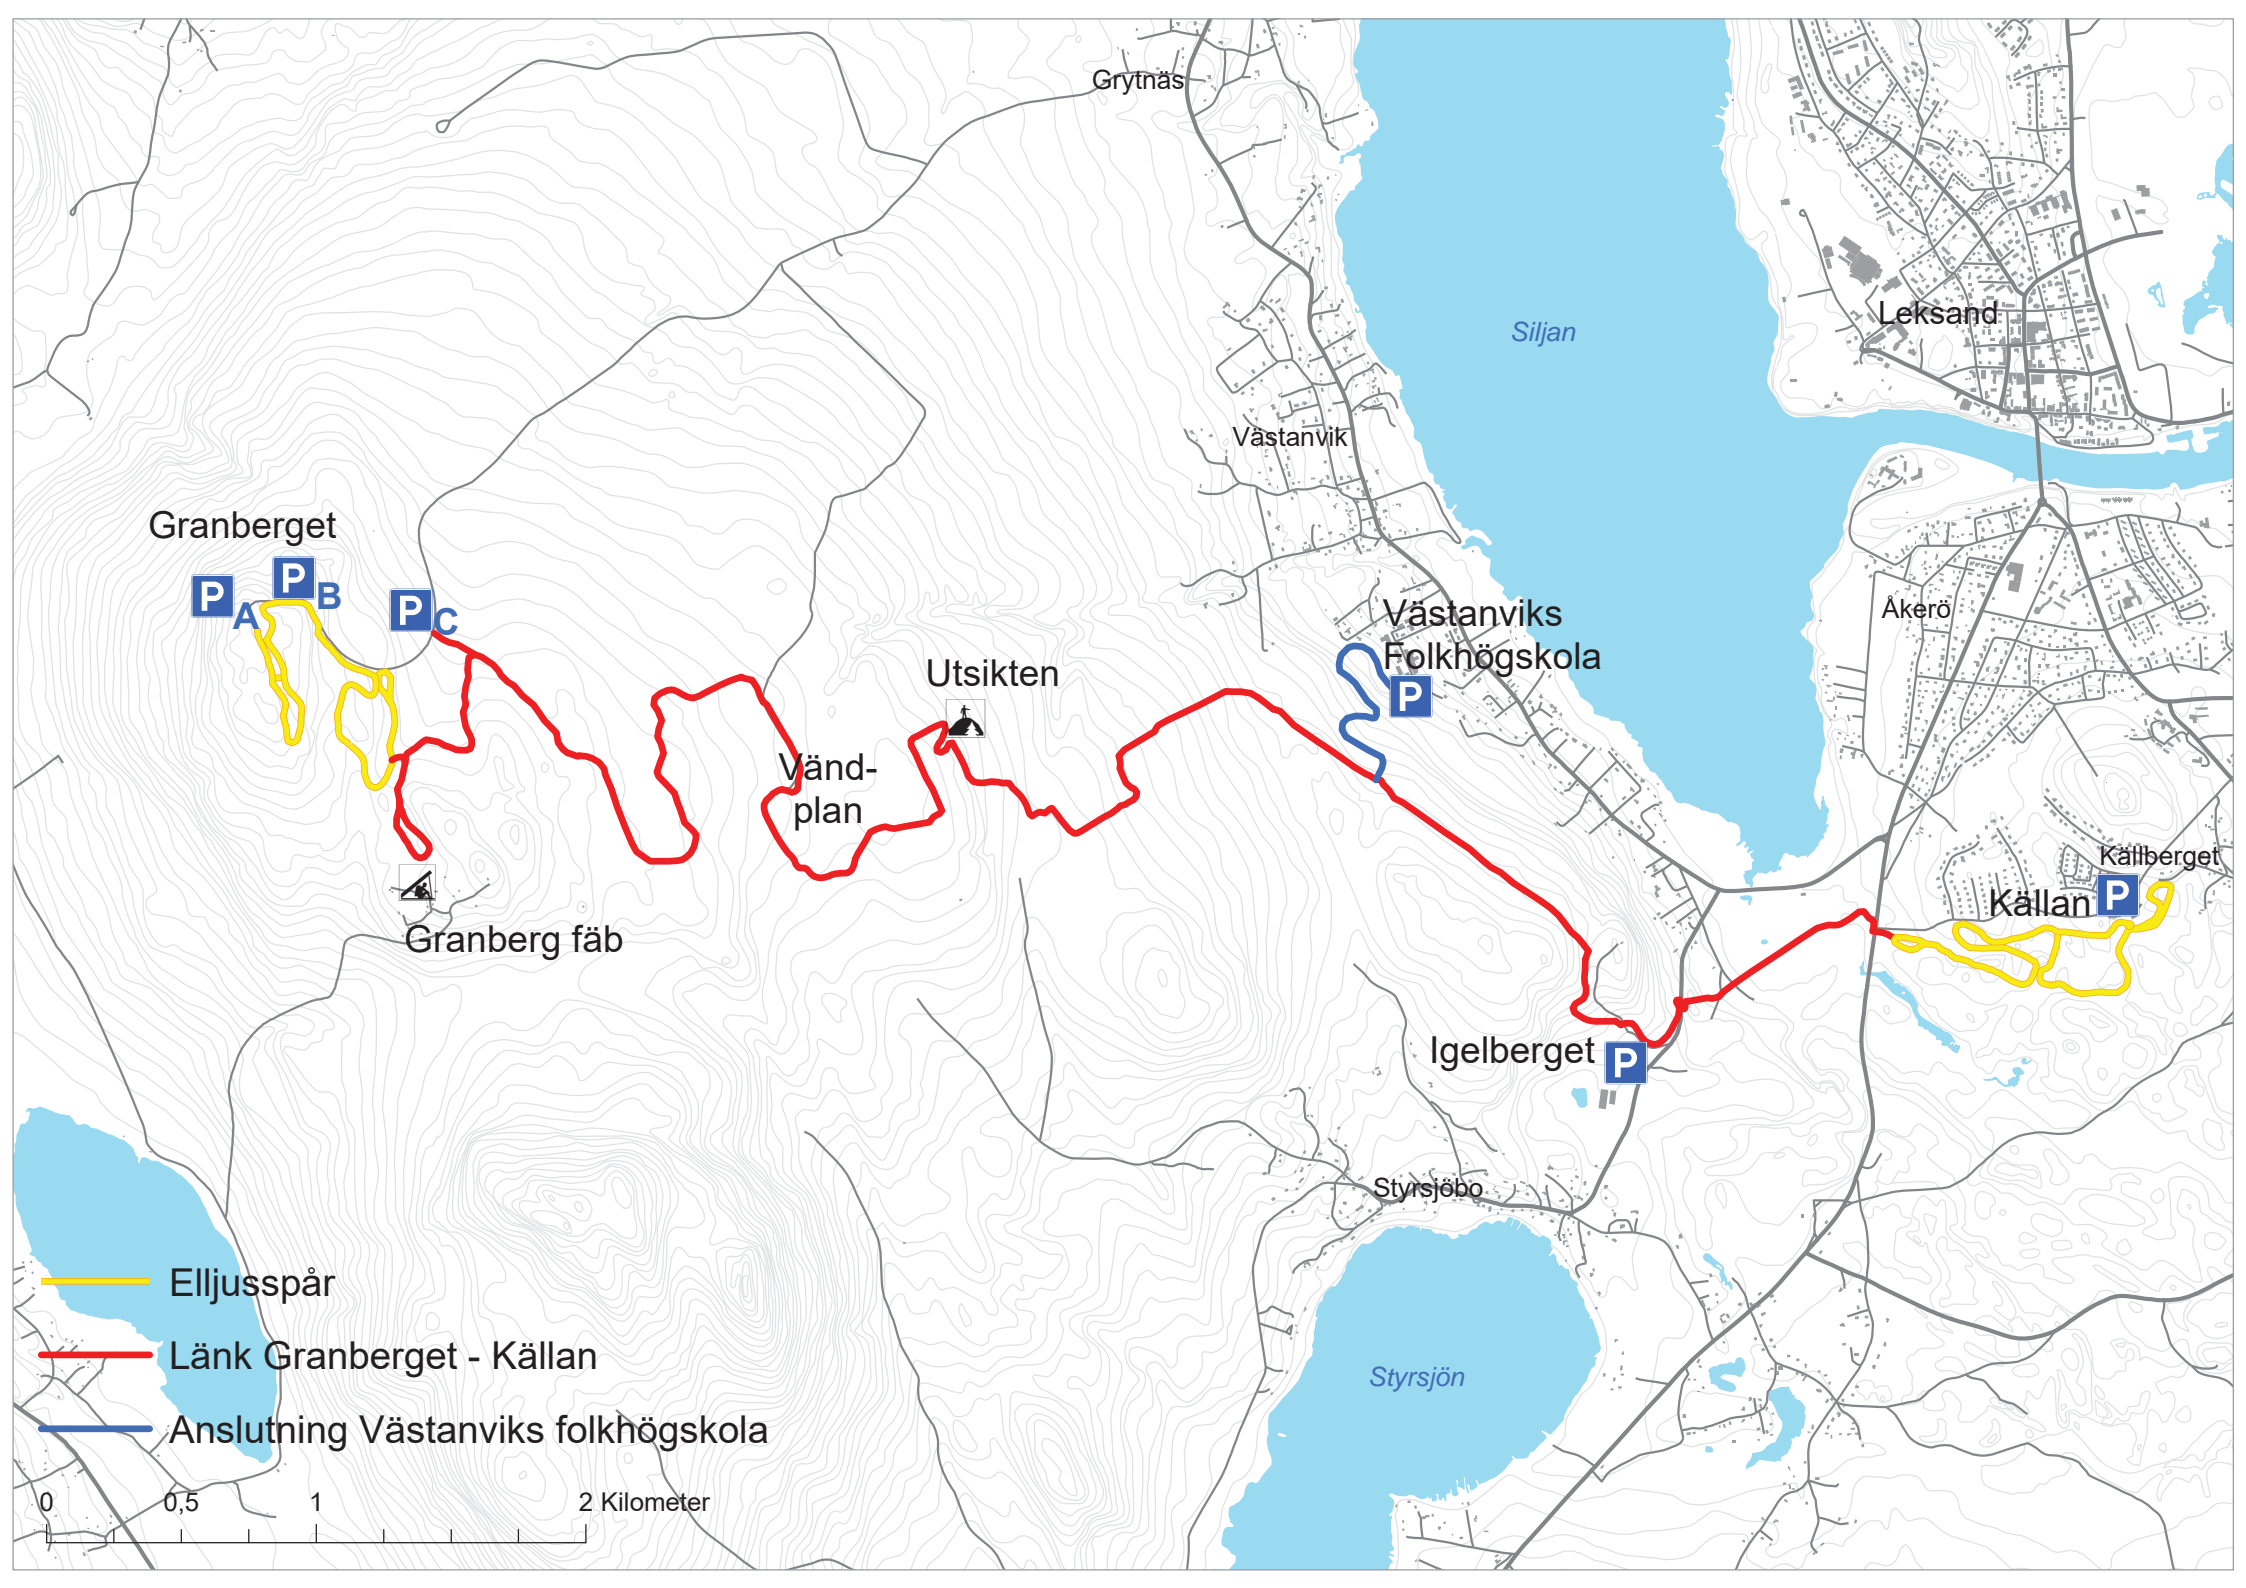 Grytnäs
Leksand
Siljan
Västanvik
Granberget
P
A
P
B
P
C
Åkerö
Västanviks
Folkhögskola
P
Utsikten
Vänd-
plan
Källberget
Källan
P
Granberg fäb
Igelberget
P
Styrsjöbo
Styrsjön
Elljusspår
Länk Granberget - Källan
Anslutning Västanviks folkhögskola
0 0,5 1 2 Kilometer